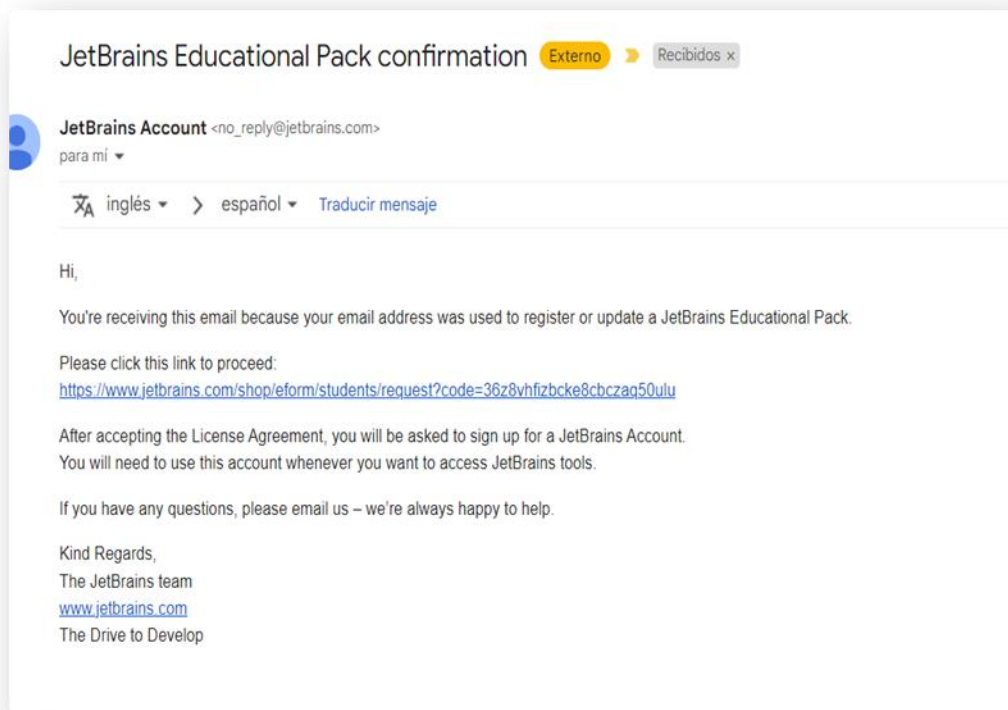 JetBrains Educational Pack confirmation Externo Recibidos ×
JetBrains Account <no_reply@jetbrains.com>
para mí
inglés español Traducir mensaje
Hi,
You're receiving this email because your email address was used to register or update a JetBrains Educational Pack.
Please click this link to proceed:
https://www.jetbrains.com/shop/eform/students/request?code=36z8vhfizbcke8cbczaq50ulu
After accepting the License Agreement, you will be asked to sign up for a JetBrains Account.
You will need to use this account whenever you want to access JetBrains tools.
If you have any questions, please email us – we're always happy to help.
Kind Regards,
The JetBrains team
www.jetbrains.com
The Drive to Develop